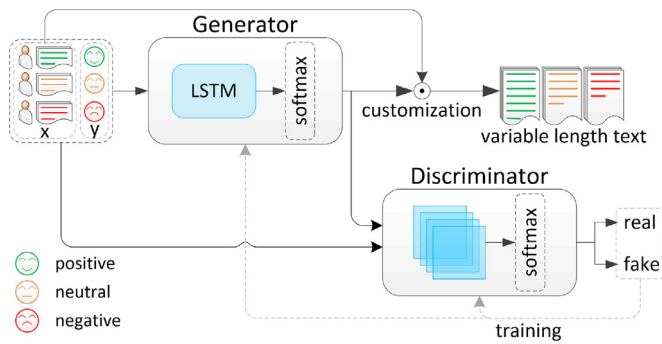 Generator
LSTM
softmax
x
y
customization
variable length text
Discriminator
softmax
real
fake
positive
neutral
negative
training